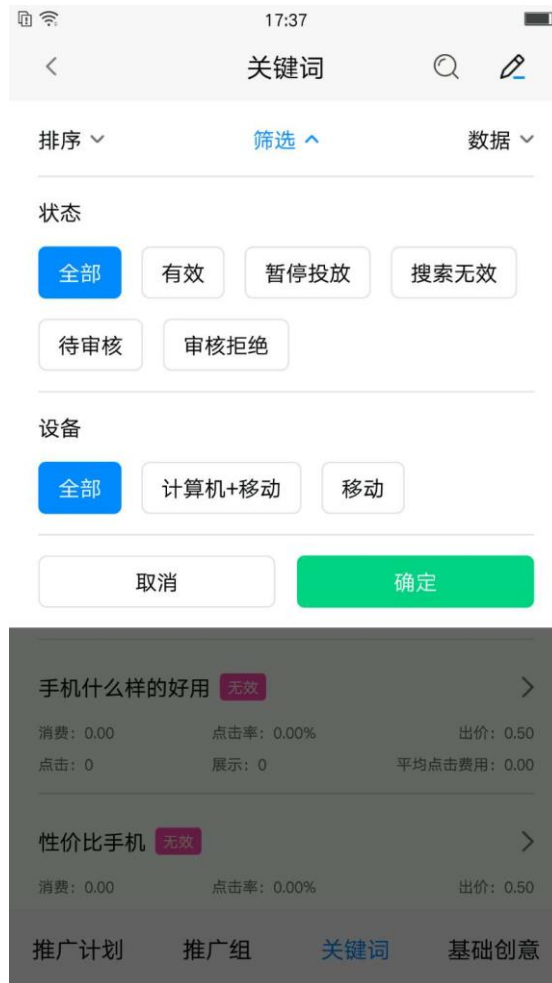 17:37
关键词
排序 筛选 数据
状态
全部 有效 暂停投放 搜索无效
待审核 审核拒绝
设备
全部 计算机+移动 移动
取消 确定
手机什么样的好用 无效
消费: 0.00 点击率: 0.00% 出价: 0.50
点击: 0 展示: 0 平均点击费用: 0.00
性价比手机 无效
消费: 0.00 点击率: 0.00% 出价: 0.50
推广计划 推广组 关键词 基础创意